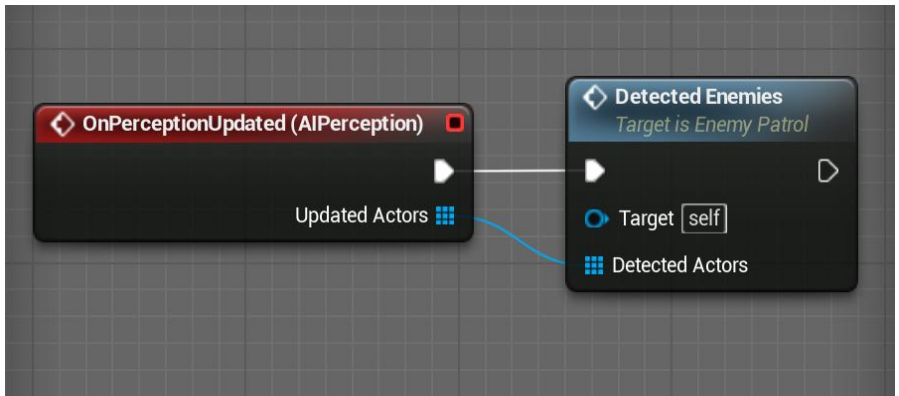 OnPerceptionUpdated (AIPerception)
Updated Actors
Detected Enemies
Target is Enemy Patrol
Target self
Detected Actors